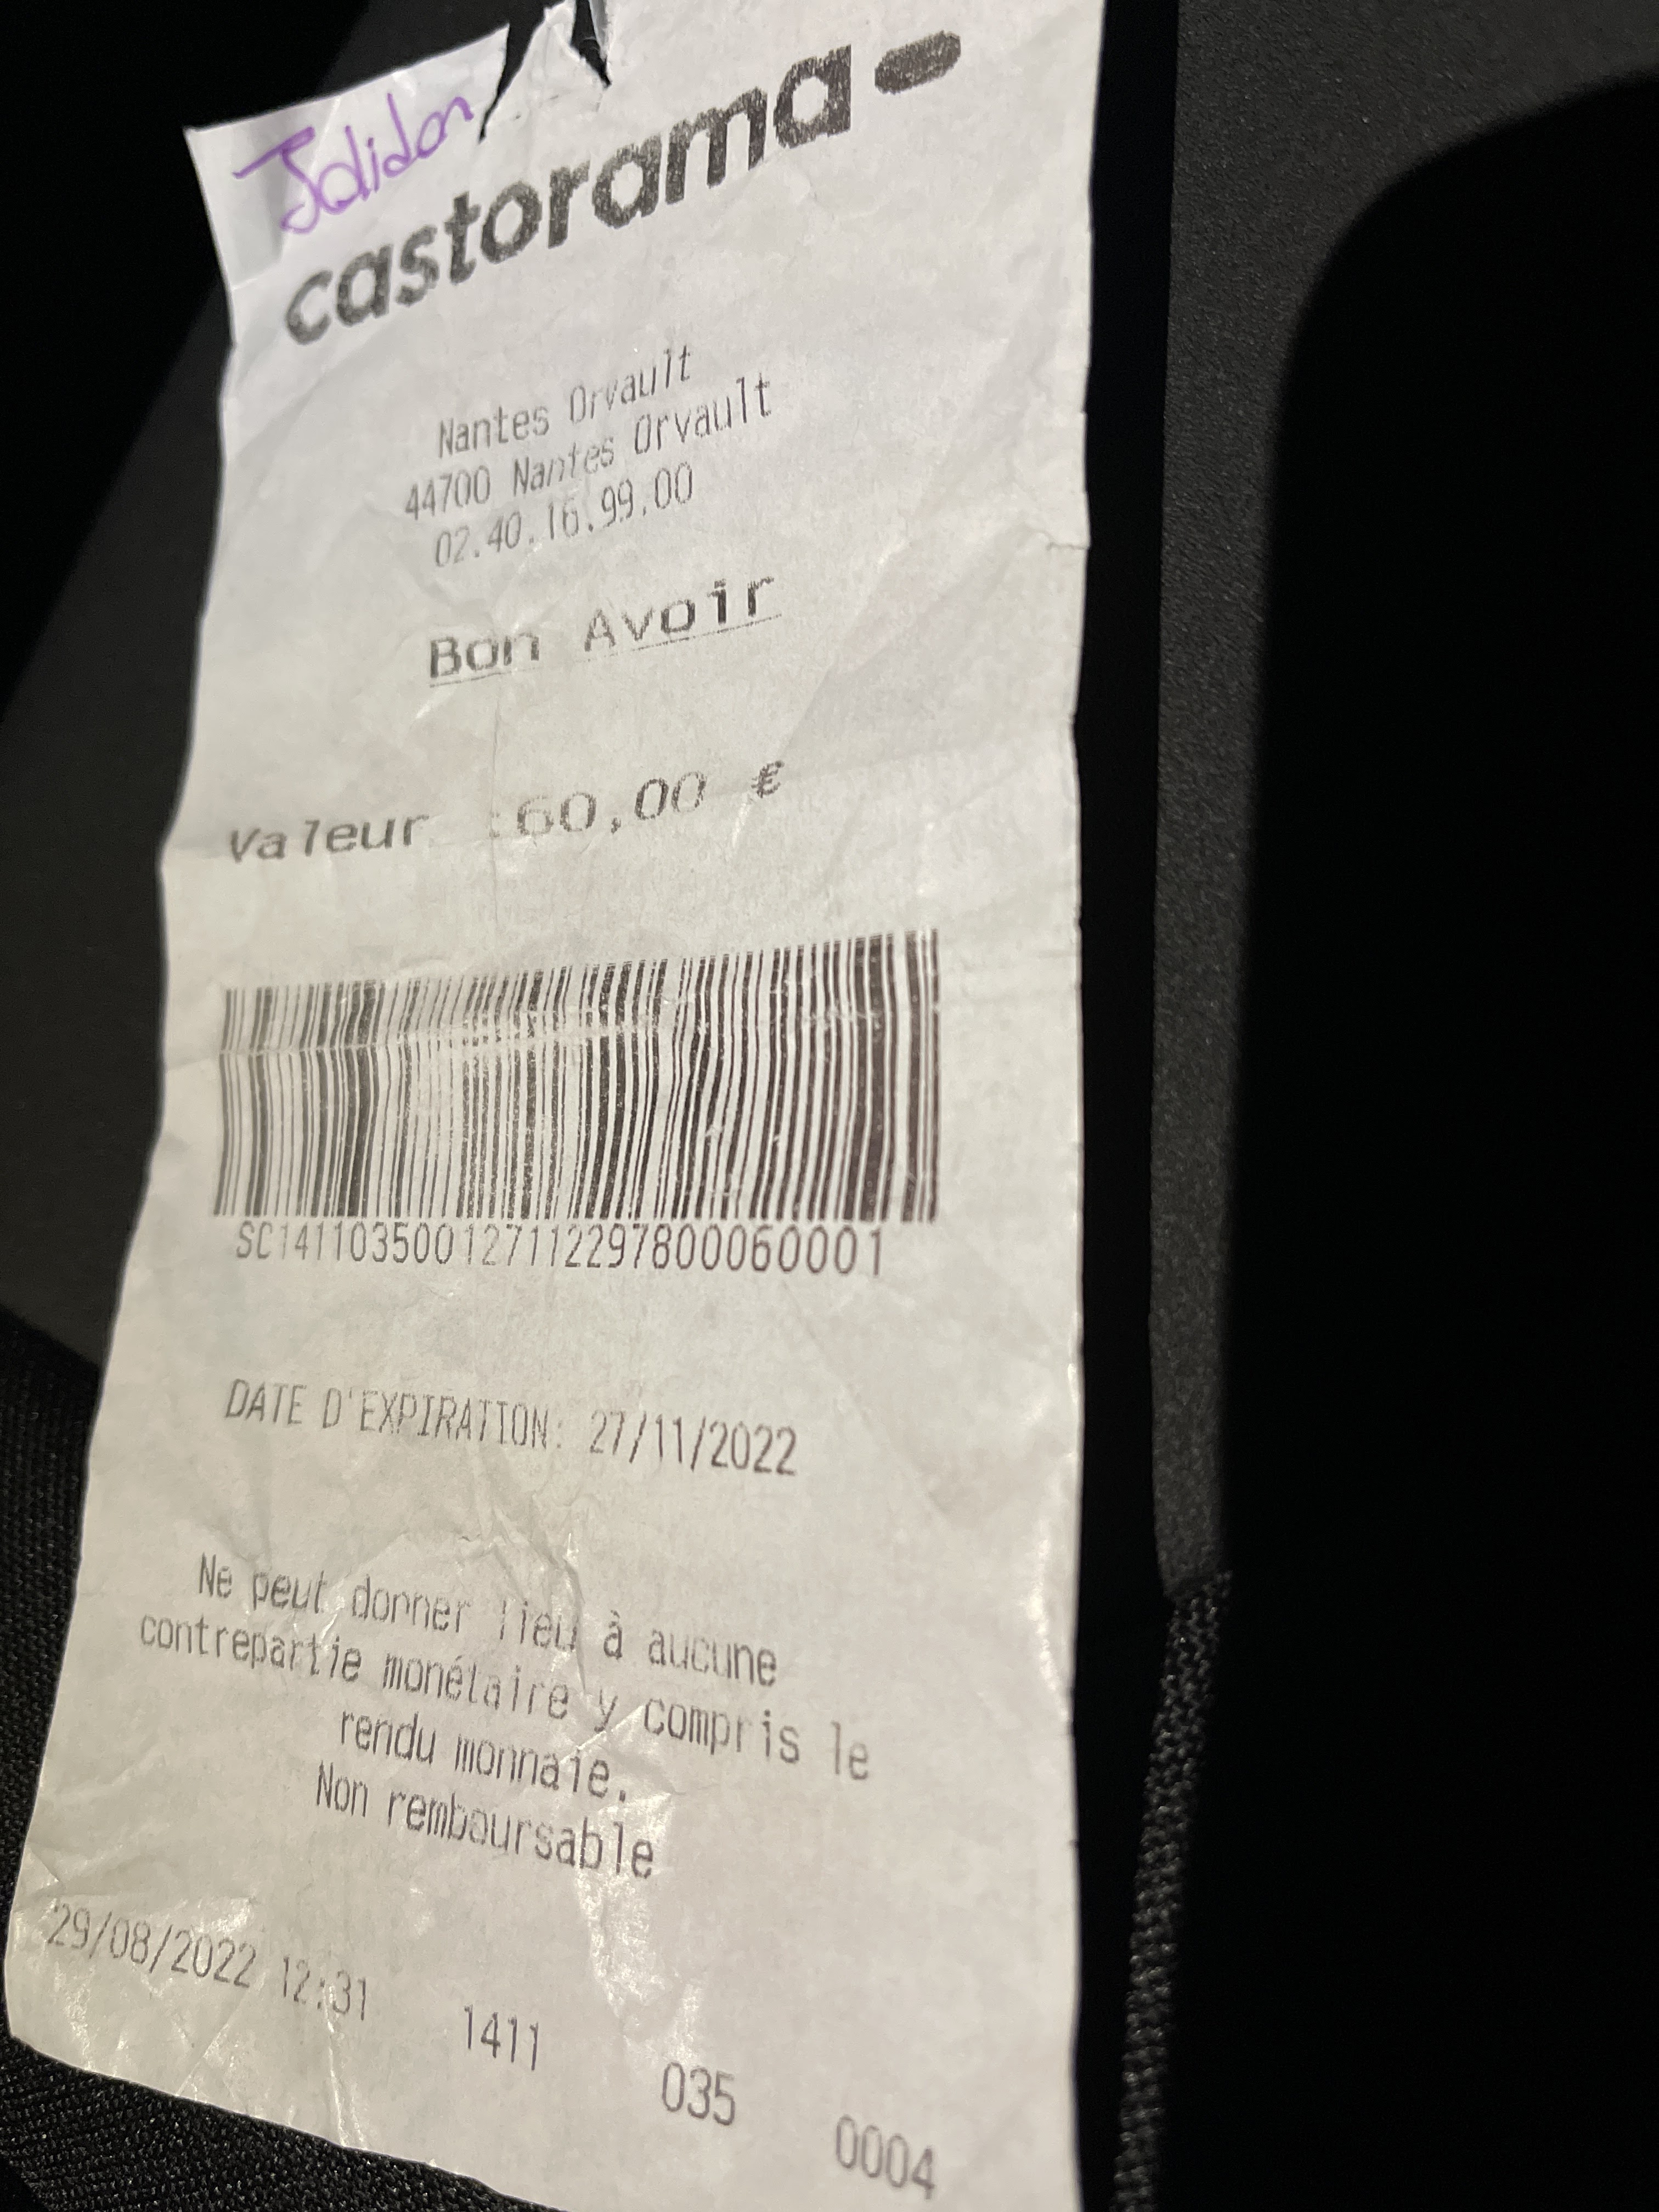 Jolidon
castorama
Nantes Orvault
44700 Nantes Orvault
02.40.16.99.00
Bon Avoir
Valeur :60,00 €
SC141103500127112297800060001
DATE D'EXPIRATION: 27/11/2022
Ne peut donner lieu à aucune
contrepartie monétaire y compris le
rendu monnaie.
Non remboursable
29/08/2022 12:31 1411 035 0004